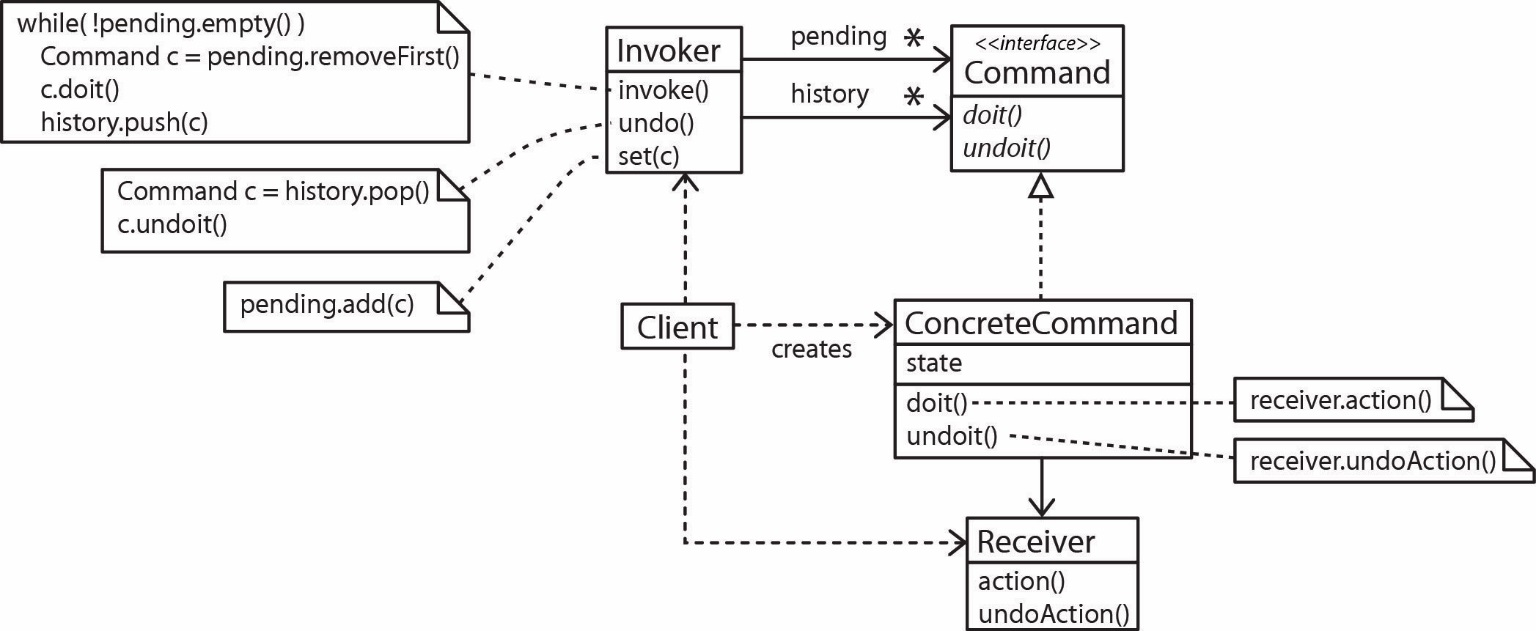 while( !pending.empty() )
Command c = pending.removeFirst()
c.doit()
history.push(c)
Command c = history.pop()
c.undoit()
pending.add(c)
Invoker
invoke()
undo()
set(c)
pending *
history *
<<interface>>
Command
doit()
undoit()
Client
creates
ConcreteCommand
state
doit()
undoit()
receiver.action()
receiver.undoAction()
Receiver
action()
undoAction()